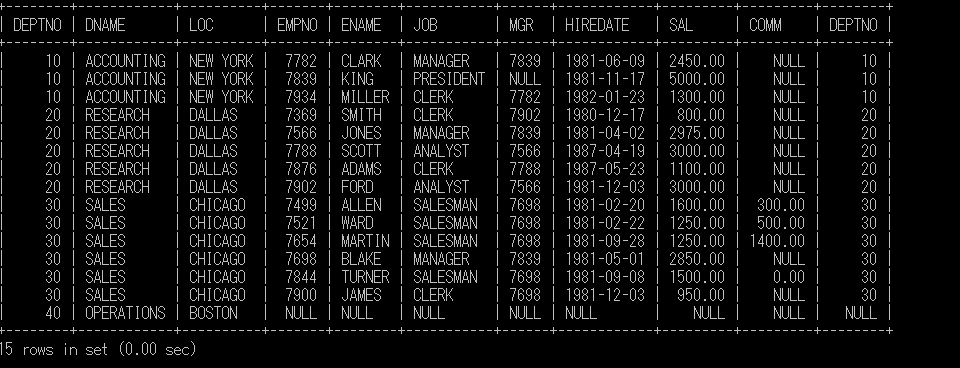 | DEPTNO | DNAME | LOC | EMPNO | ENAME | JOB | MGR | HIREDATE | SAL | COMM | DEPTNO |
| 10 | ACCOUNTING | NEW YORK | 7782 | CLARK | MANAGER | 7839 | 1981-06-09 | 2450.00 | NULL | 10 |
| 10 | ACCOUNTING | NEW YORK | 7839 | KING | PRESIDENT | NULL | 1981-11-17 | 5000.00 | NULL | 10 |
| 10 | ACCOUNTING | NEW YORK | 7934 | MILLER | CLERK | 7782 | 1982-01-23 | 1300.00 | NULL | 10 |
| 20 | RESEARCH | DALLAS | 7369 | SMITH | CLERK | 7902 | 1980-12-17 | 800.00 | NULL | 20 |
| 20 | RESEARCH | DALLAS | 7566 | JONES | MANAGER | 7839 | 1981-04-02 | 2975.00 | NULL | 20 |
| 20 | RESEARCH | DALLAS | 7788 | SCOTT | ANALYST | 7566 | 1987-04-19 | 3000.00 | NULL | 20 |
| 20 | RESEARCH | DALLAS | 7876 | ADAMS | CLERK | 7788 | 1987-05-23 | 1100.00 | NULL | 20 |
| 20 | RESEARCH | DALLAS | 7902 | FORD | ANALYST | 7566 | 1981-12-03 | 3000.00 | NULL | 20 |
| 30 | SALES | CHICAGO | 7499 | ALLEN | SALESMAN | 7698 | 1981-02-20 | 1600.00 | 300.00 | 30 |
| 30 | SALES | CHICAGO | 7521 | WARD | SALESMAN | 7698 | 1981-02-22 | 1250.00 | 500.00 | 30 |
| 30 | SALES | CHICAGO | 7654 | MARTIN | SALESMAN | 7698 | 1981-09-28 | 1250.00 | 1400.00 | 30 |
| 30 | SALES | CHICAGO | 7698 | BLAKE | MANAGER | 7839 | 1981-05-01 | 2850.00 | NULL | 30 |
| 30 | SALES | CHICAGO | 7844 | TURNER | SALESMAN | 7698 | 1981-09-08 | 1500.00 | 0.00 | 30 |
| 30 | SALES | CHICAGO | 7900 | JAMES | CLERK | 7698 | 1981-12-03 | 950.00 | NULL | 30 |
| 40 | OPERATIONS | BOSTON | NULL | NULL | NULL | NULL | NULL | NULL | NULL | NULL |
15 rows in set (0.00 sec)